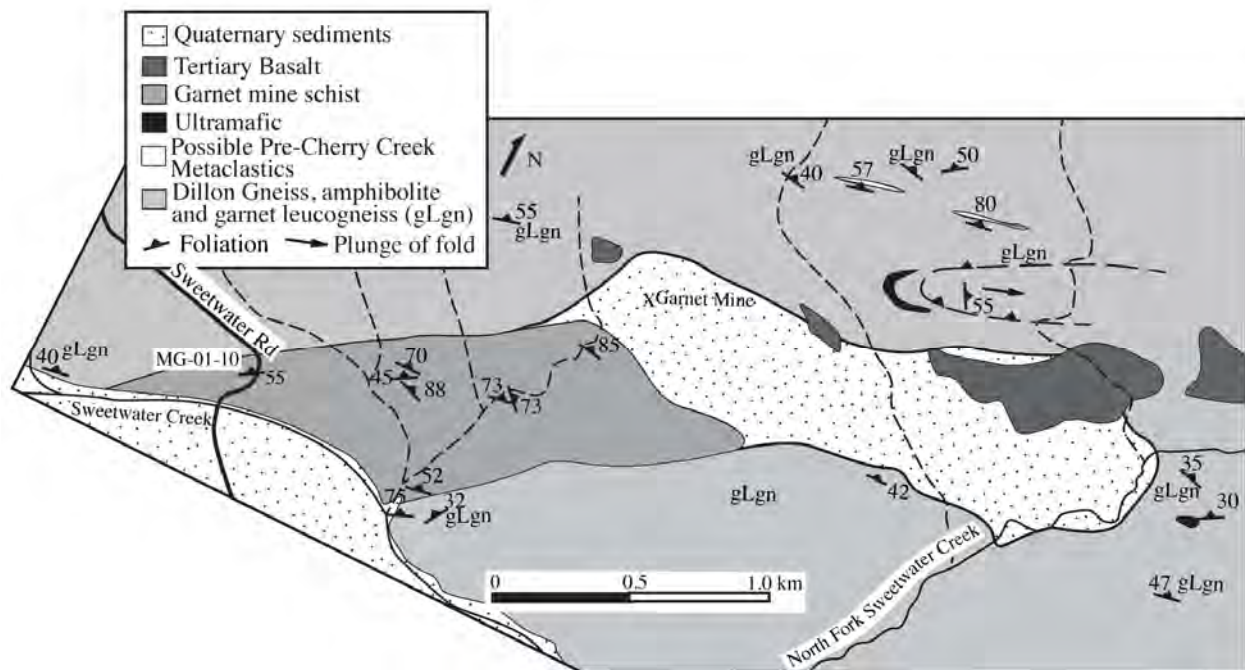 Quaternary sediments
Tertiary Basalt
Garnet mine schist
Ultramafic
Possible Pre-Cherry Creek
Metaclastics
Dillon Gneiss, amphibolite
and garnet leucogneiss (gLgn)
Foliation
Plunge of fold
N
gLgn
40
57
gLgn
50
55
gLgn
80
gLgn
55
Sweetwater Rd
XGarnet Mine
40
gLgn
MG-01-10
55
70
45
88
85
73
73
Sweetwater Creek
52
75
32
gLgn
gLgn
42
35
gLgn
30
0
0.5
1.0 km
47 gLgn
North Fork Sweetwater Creek